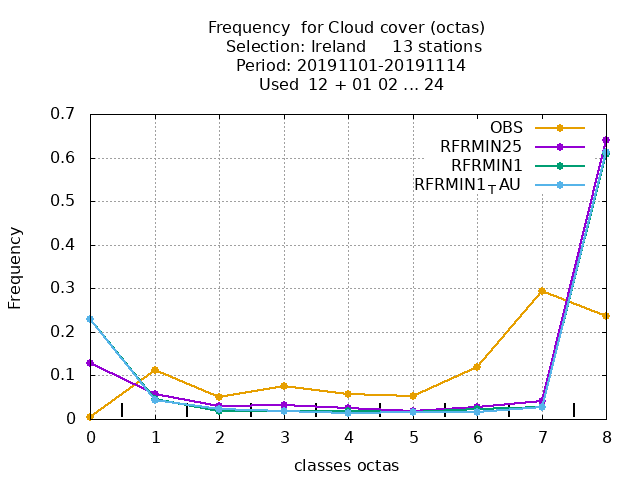 Frequency  for Cloud cover (octas)
Selection: Ireland     13 stations
Period: 20191101-20191114
Used  12 + 01 02 ... 24
0.7
0.6
0.5
0.4
0.3
0.2
0.1
0
Frequency
OBS
RFRMIN25
RFRMIN1
RFRMIN1TAU
0 1 2 3 4 5 6 7 8
classes octas